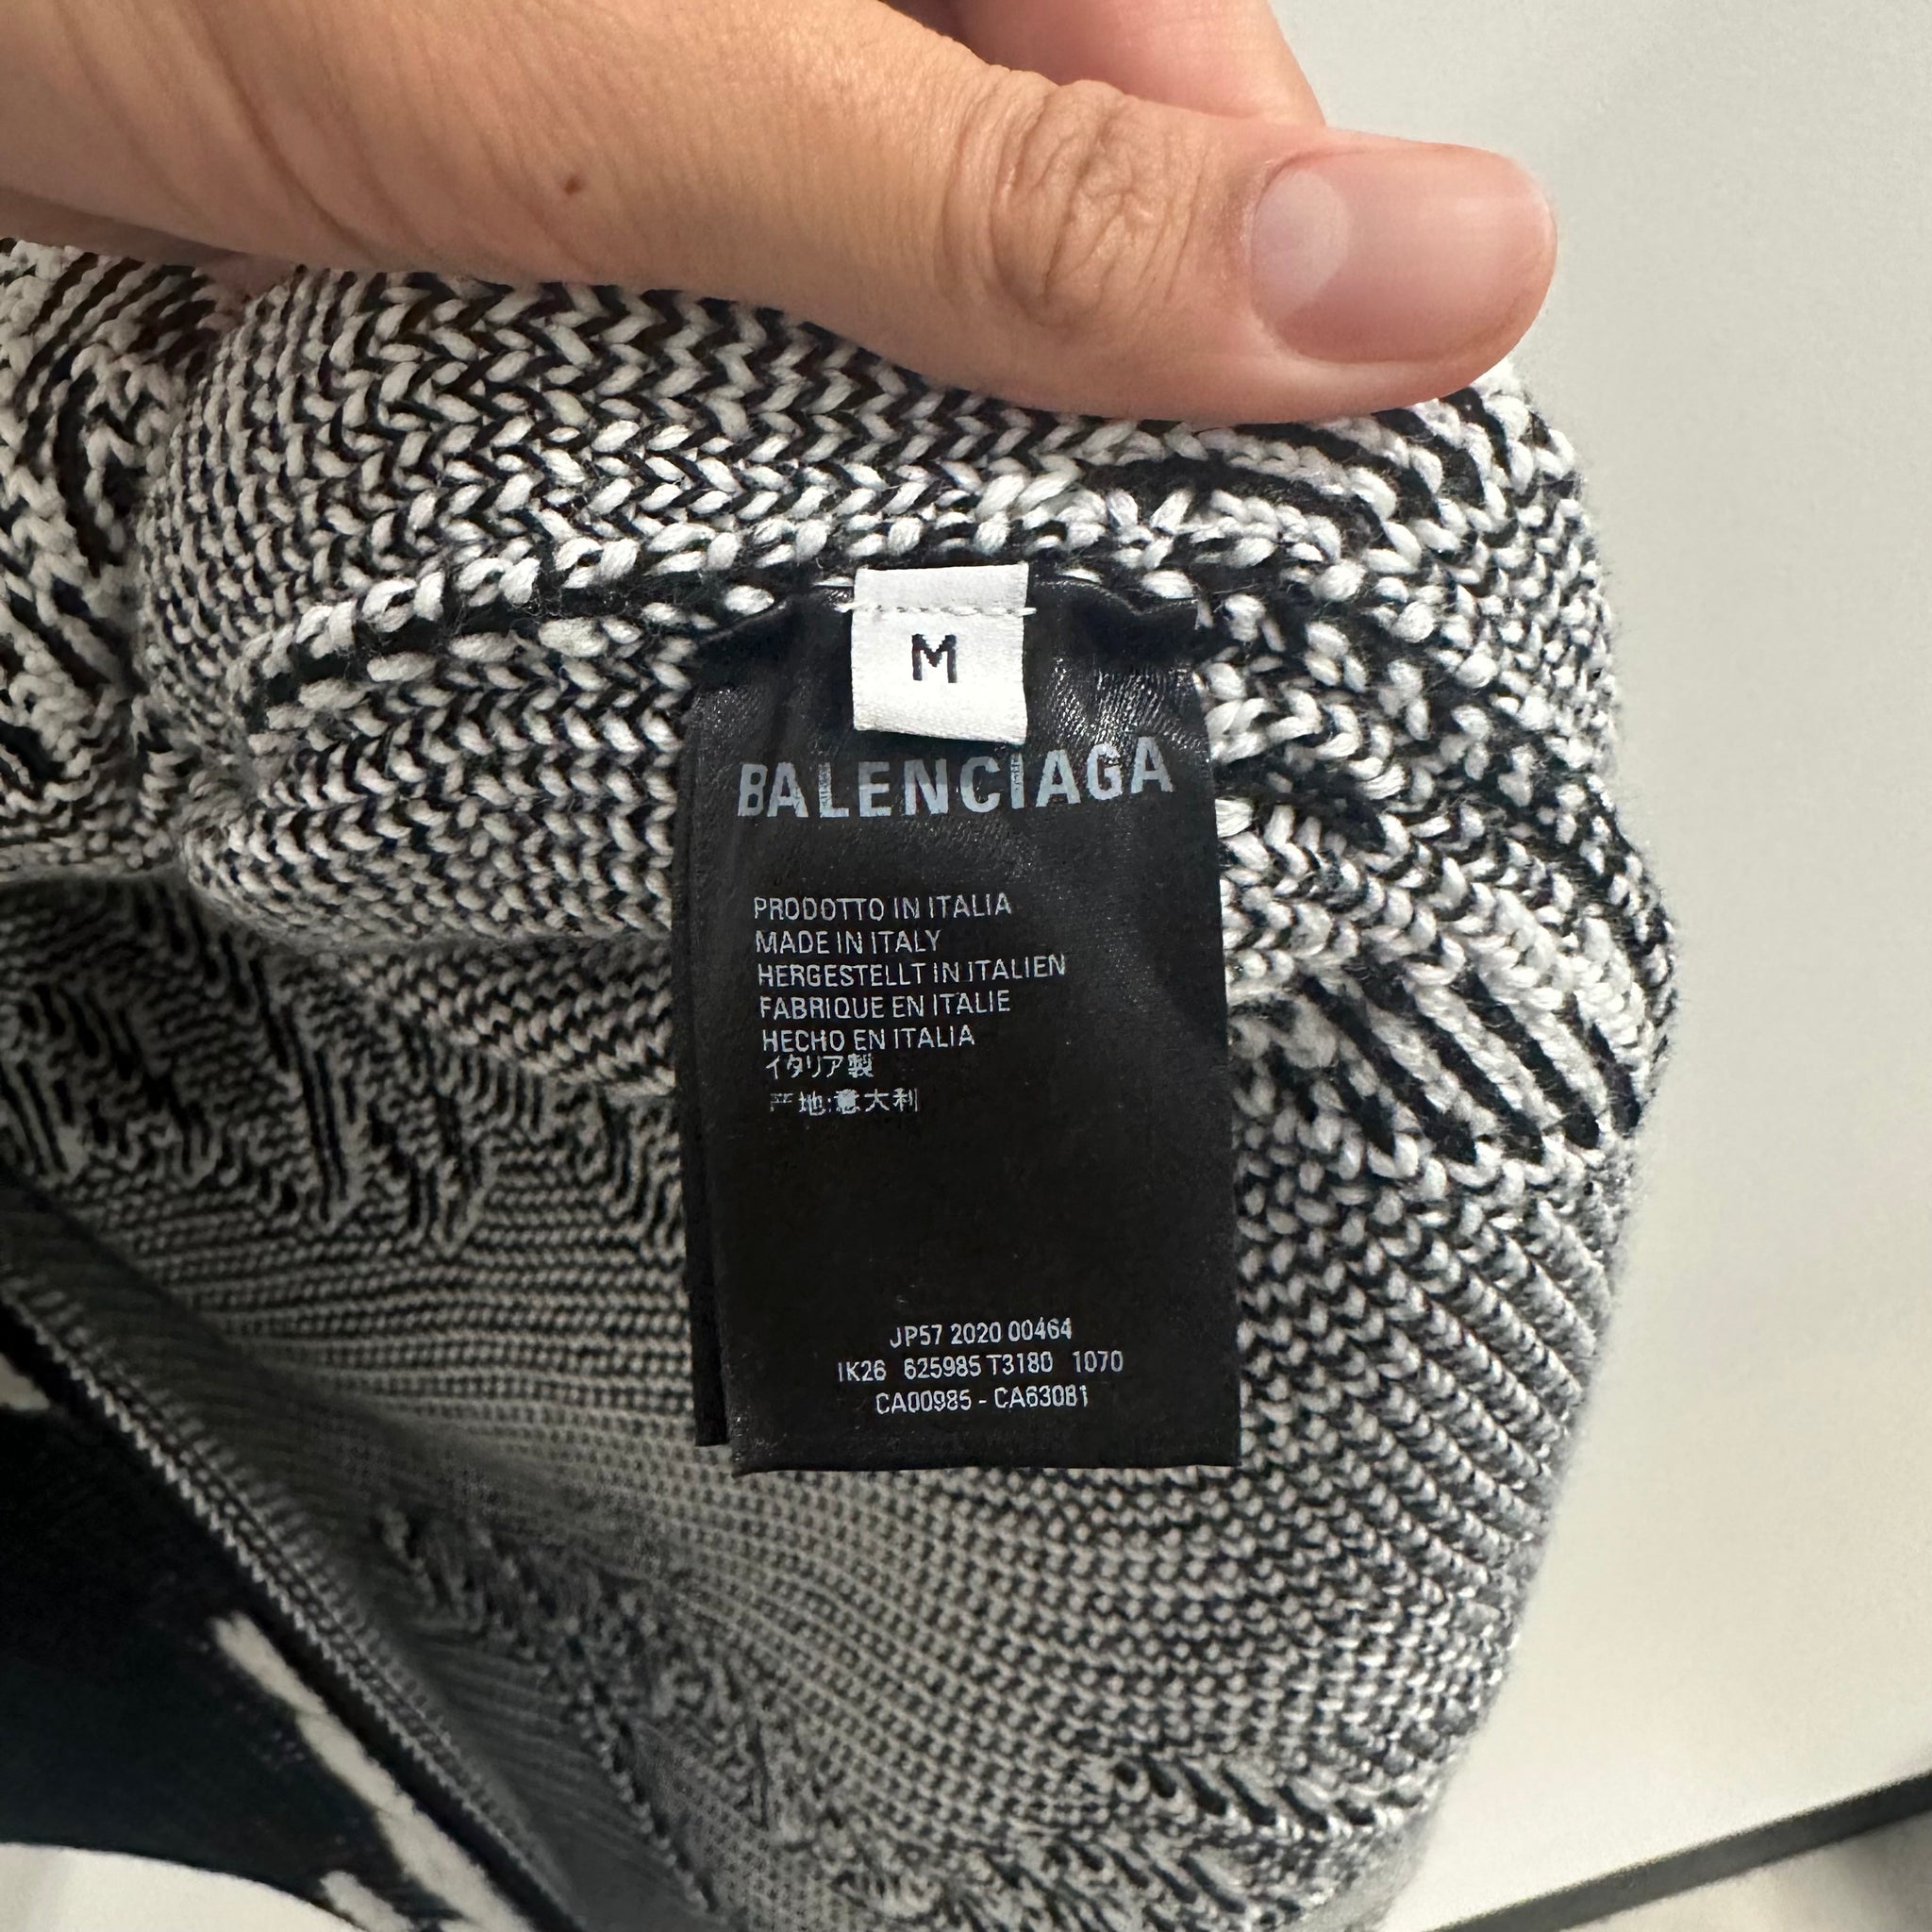 M
BALENCIAGA
PRODOTTO IN ITALIA
MADE IN ITALY
HERGESTELLT IN ITALIEN
FABRIQUE EN ITALIE
HECHO EN ITALIA
イタリア製
产地:意大利
JP57 2020 00464
IK26 625985 T3180 1070
CA00985 - CA63081